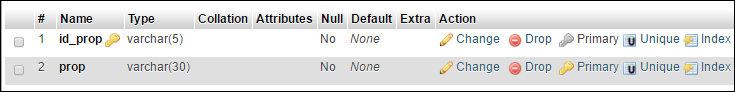 # Name Type Collation Attributes Null Default Extra Action
1 id_prop varchar(5) No None Change Drop Primary Unique Index
2 prop varchar(30) No None Change Drop Primary Unique Index